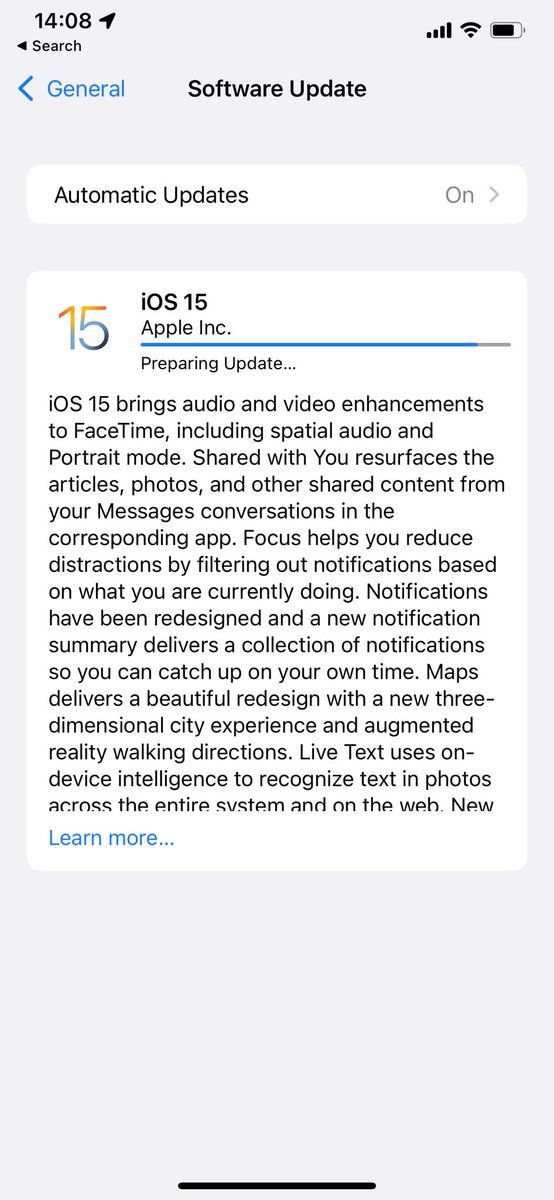 14:08
◀ Search
General
Software Update
Automatic Updates
On
15
iOS 15
Apple Inc.
Preparing Update...
iOS 15 brings audio and video enhancements
to FaceTime, including spatial audio and
Portrait mode. Shared with You resurfaces the
articles, photos, and other shared content from
your Messages conversations in the
corresponding app. Focus helps you reduce
distractions by filtering out notifications based
on what you are currently doing. Notifications
have been redesigned and a new notification
summary delivers a collection of notifications
so you can catch up on your own time. Maps
delivers a beautiful redesign with a new three-
dimensional city experience and augmented
reality walking directions. Live Text uses on-
device intelligence to recognize text in photos
across the entire system and on the web. New
Learn more...